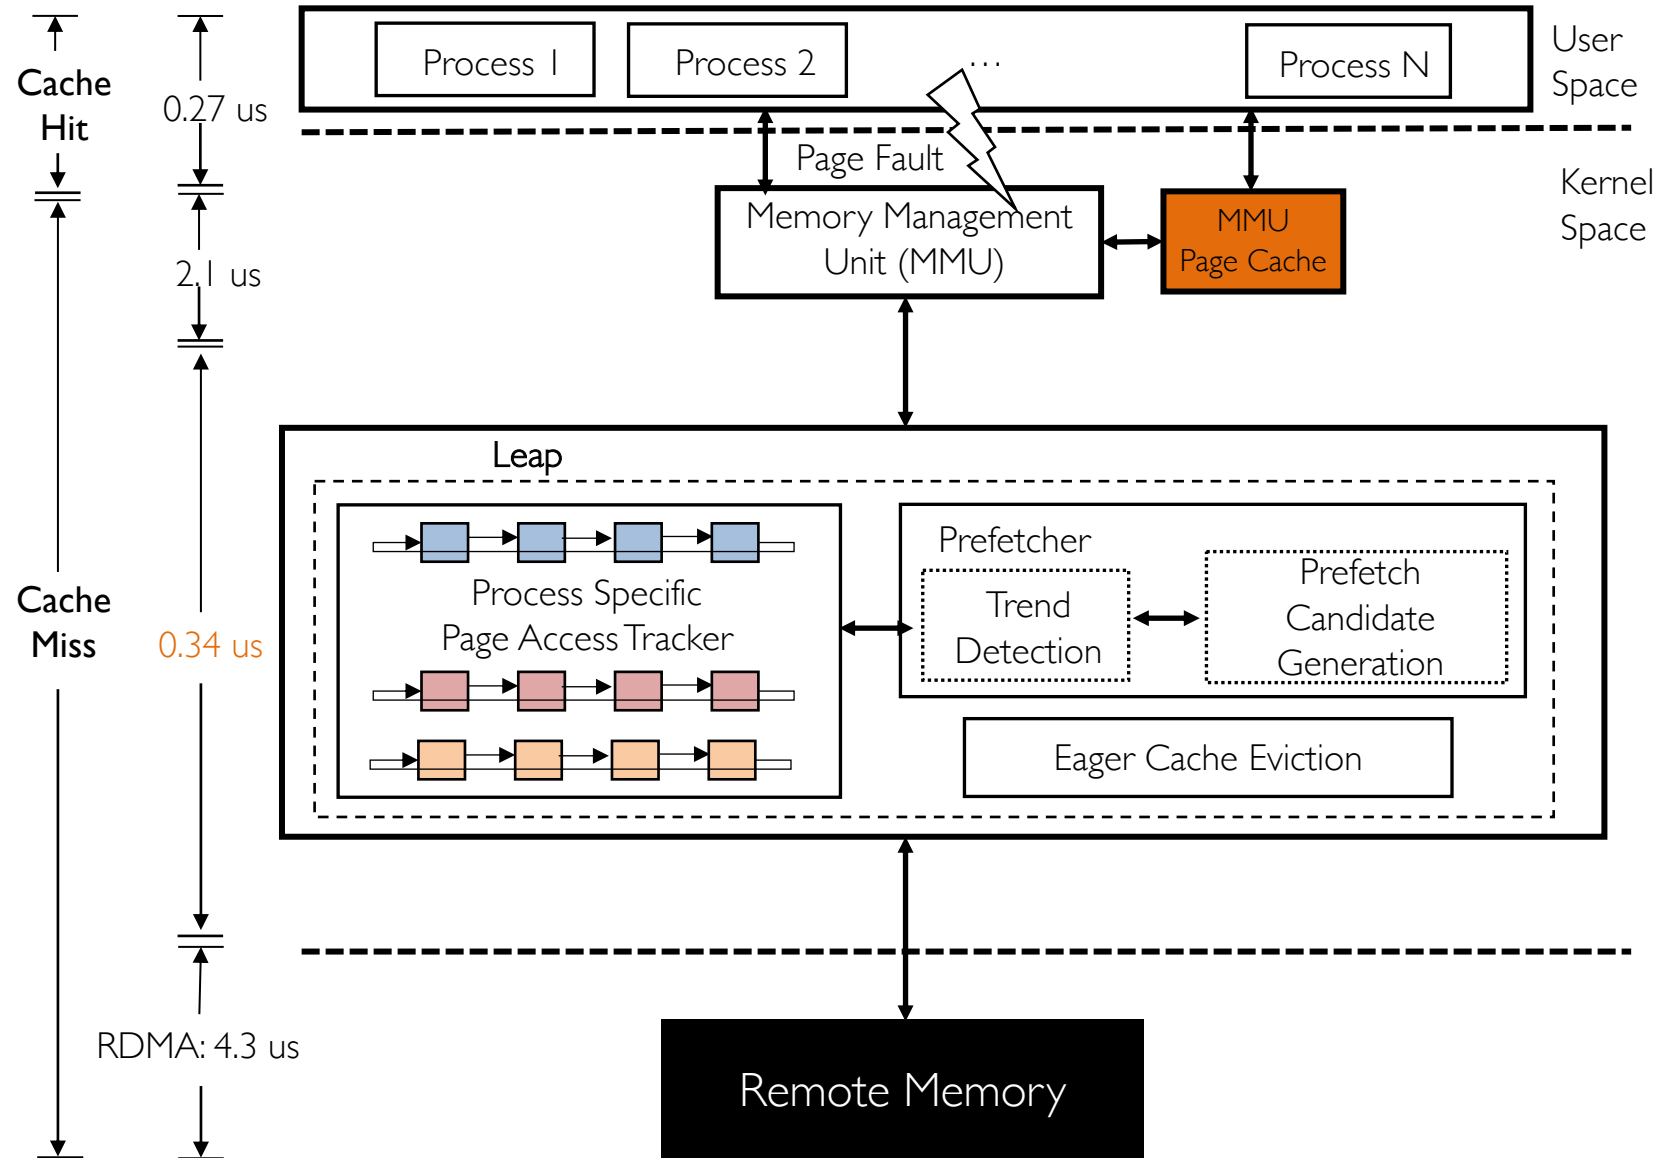 Process 1
Process 2
...
Process N
User
Space
Cache
Hit
0.27 us
Page Fault
Kernel
Space
Memory Management
Unit (MMU)
MMU
Page Cache
2.1 us
Leap
Process Specific
Page Access Tracker
Prefetcher
Trend
Detection
Prefetch
Candidate
Generation
Cache
Miss
0.34 us
Eager Cache Eviction
RDMA: 4.3 us
Remote Memory